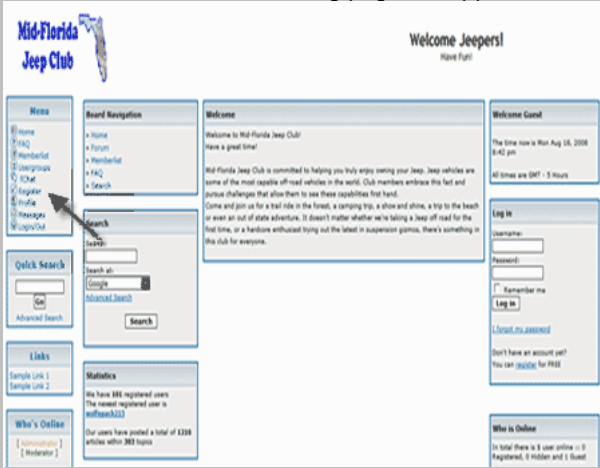 Mid-Florida
Jeep Club
Welcome Jeepers!
Have Fun!
Menu
Home
FAQ
Memberlist
Usergroups
Chat
Register
Profile
Messages
Login/Out
Quick Search
Go
Advanced Search
Links
Sample Link 1
Sample Link 2
Who's Online
[ Administrator ]
[ Moderator ]
Board Navigation
» Home
» Forum
» Memberlist
» FAQ
» Search
Search
Search:
Search at:
Google
Advanced Search
Search
Statistics
We have 101 registered users
The newest registered user is
wolfspack213
Our users have posted a total of 1216
articles within 303 topics
Welcome
Welcome to Mid-Florida Jeep Club!
Have a great time!
Mid-Florida Jeep Club is committed to helping you truly enjoy owning your Jeep. Jeep vehicles are
some of the most capable off-road vehicles in the world. Club members embrace this fact and
pursue challenges that allow them to see these capabilities first hand.
Come and join us for a trail ride in the forest, a camping trip, a show and shine, a trip to the beach
or even an out of state adventure. It doesn't matter whether we're taking a Jeep off road for the
first time, or a hardcore enthusiast trying out the latest in suspension gizmos, there's something in
this club for everyone.
Welcome Guest
The time now is Mon Aug 18, 2008
8:42 pm
All times are GMT - 5 Hours
Log in
Username:
Password:
Remember me
Log in
I forgot my password
Don't have an account yet?
You can register for FREE
Who is Online
In total there is 1 user online :: 0
Registered, 0 Hidden and 1 Guest